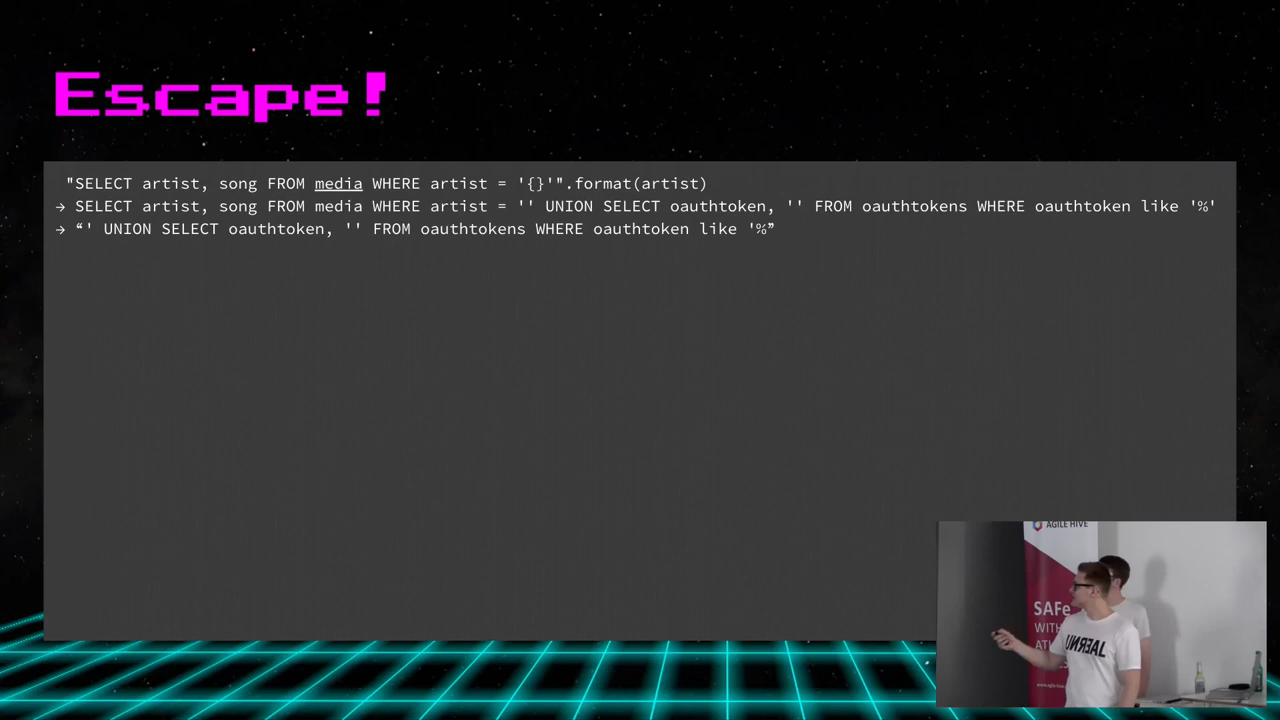 Escape!
"SELECT artist, song FROM media WHERE artist = '{}'".format(artist)
→ SELECT artist, song FROM media WHERE artist = '' UNION SELECT oauthtoken, '' FROM oauthtokens WHERE oauthtoken like '%'
→ “' UNION SELECT oauthtoken, '' FROM oauthtokens WHERE oauthtoken like '%”
AGILE HIVE
SAFe
WITH